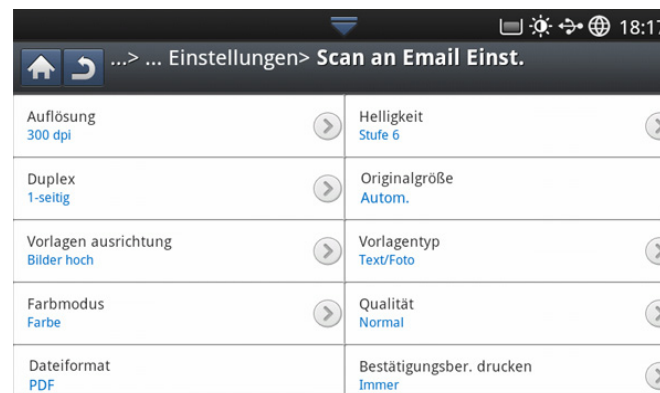 18:17
...> ... Einstellungen> Scan an Email Einst.
Auflösung
300 dpi
Helligkeit
Stufe 6
Duplex
1-seitig
Originalgröße
Autom.
Vorlagen ausrichtung
Bilder hoch
Vorlagentyp
Text/Foto
Farbmodus
Farbe
Qualität
Normal
Dateiformat
PDF
Bestätigungsber. drucken
Immer